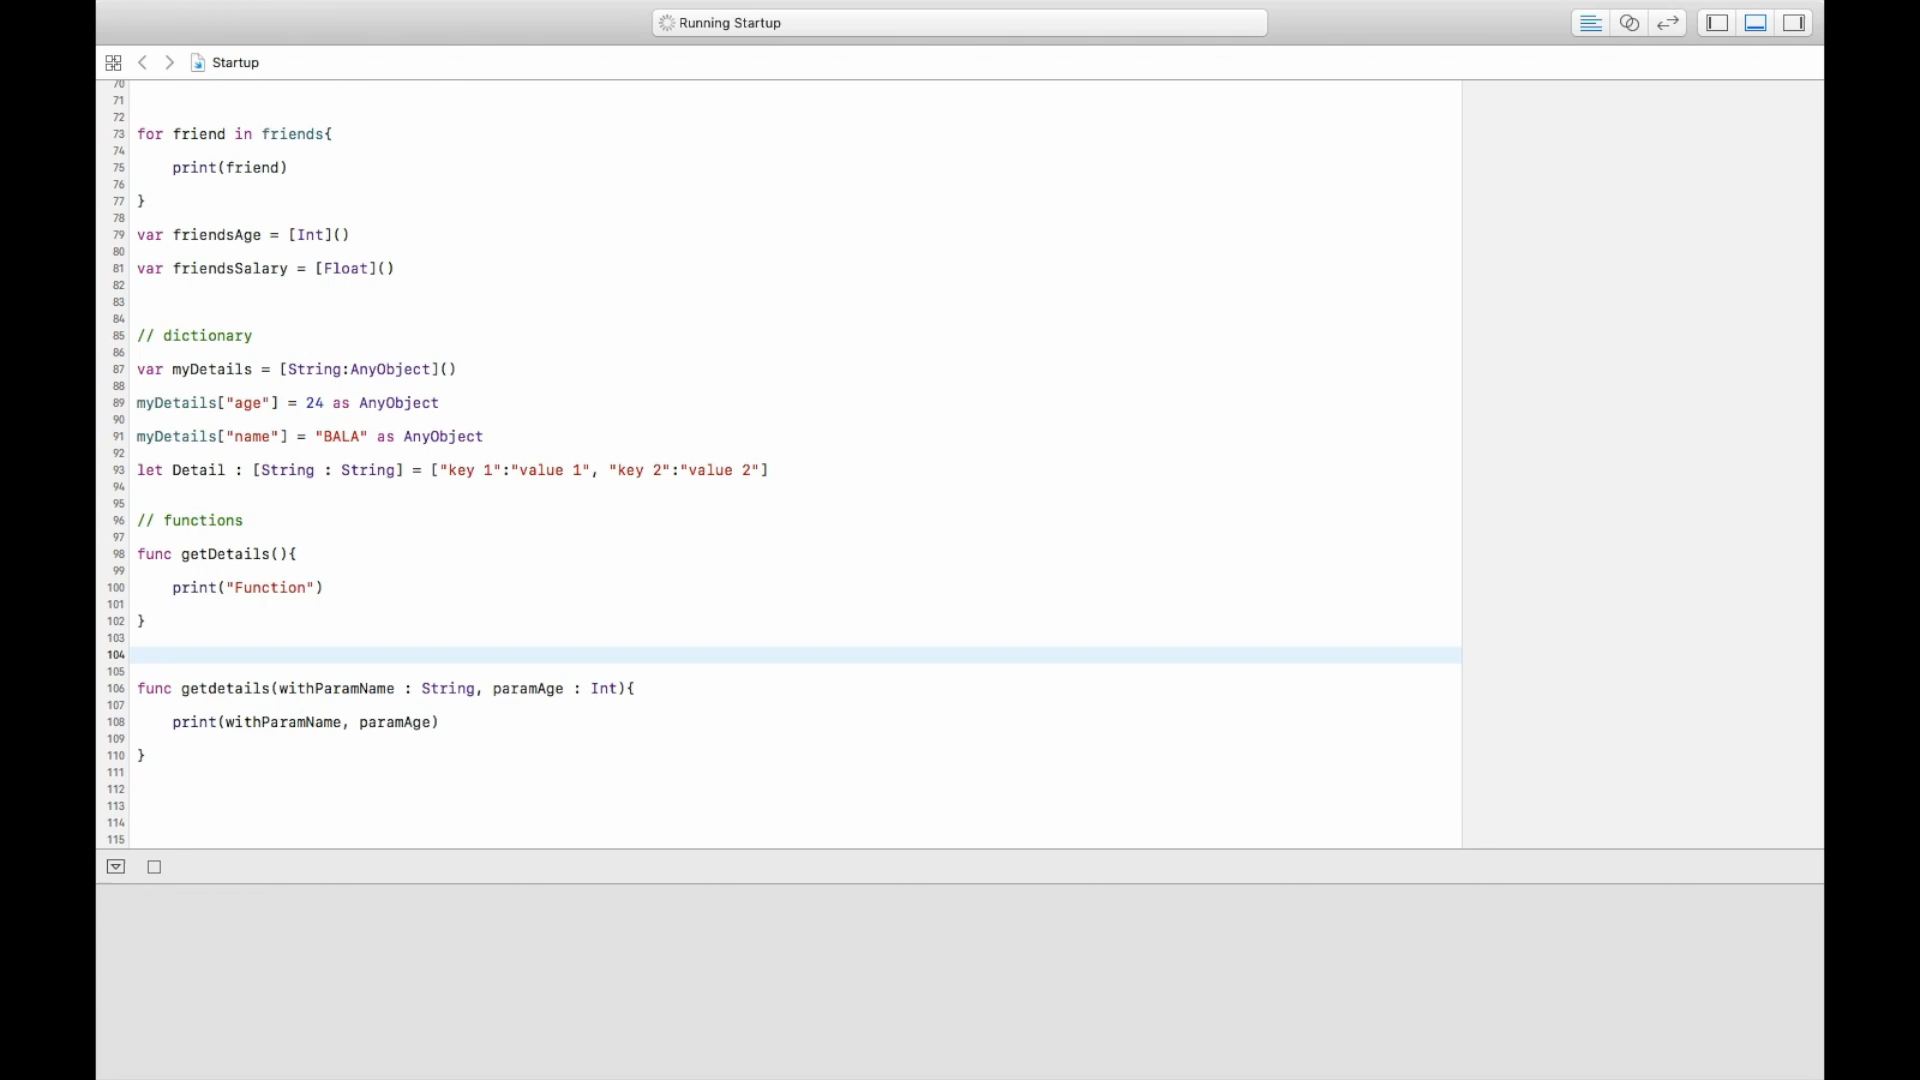 Running Startup
Startup
70
71
72
73 for friend in friends{
74
75 print(friend)
76
77 }
78
79 var friendsAge = [Int]()
80
81 var friendsSalary = [Float]()
82
83
84
85 // dictionary
86
87 var myDetails = [String:AnyObject]()
88
89 myDetails["age"] = 24 as AnyObject
90
91 myDetails["name"] = "BALA" as AnyObject
92
93 let Detail : [String : String] = ["key 1":"value 1", "key 2":"value 2"]
94
95
96 // functions
97
98 func getDetails(){
99
100 print("Function")
101
102 }
103
104
105
106 func getdetails(withParamName : String, paramAge : Int){
107
108 print(withParamName, paramAge)
109
110 }
111
112
113
114
115